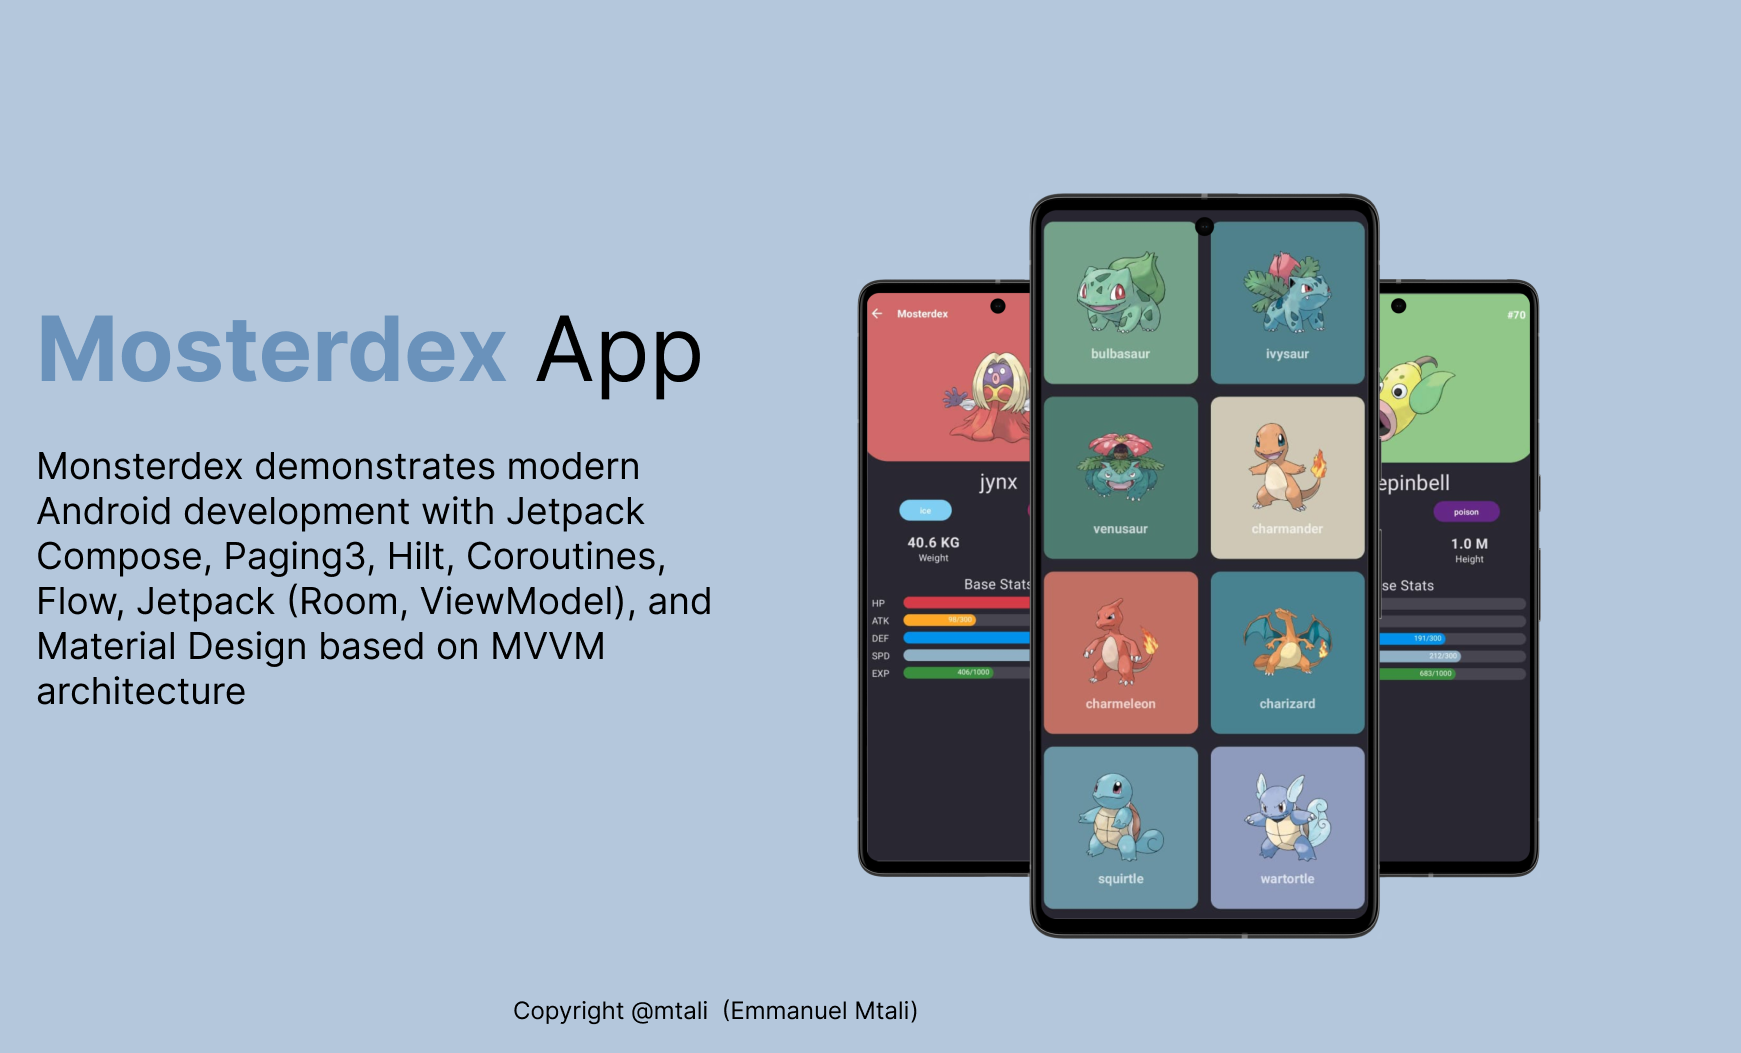 Mosterdex App
Monsterdex demonstrates modern
Android development with Jetpack
Compose, Paging3, Hilt, Coroutines,
Flow, Jetpack (Room, ViewModel), and
Material Design based on MVVM
architecture
Mosterdex
jynx
ice
40.6 KG
Weight
Base Stats
HP
ATK
98/300
DEF
SPD
EXP
406/1000
bulbasaur
ivysaur
venusaur
charmander
charmeleon
charizard
squirtle
wartortle
#70
epinbell
poison
1.0 M
Height
se Stats
191/300
212/300
683/1000
Copyright @mtali (Emmanuel Mtali)